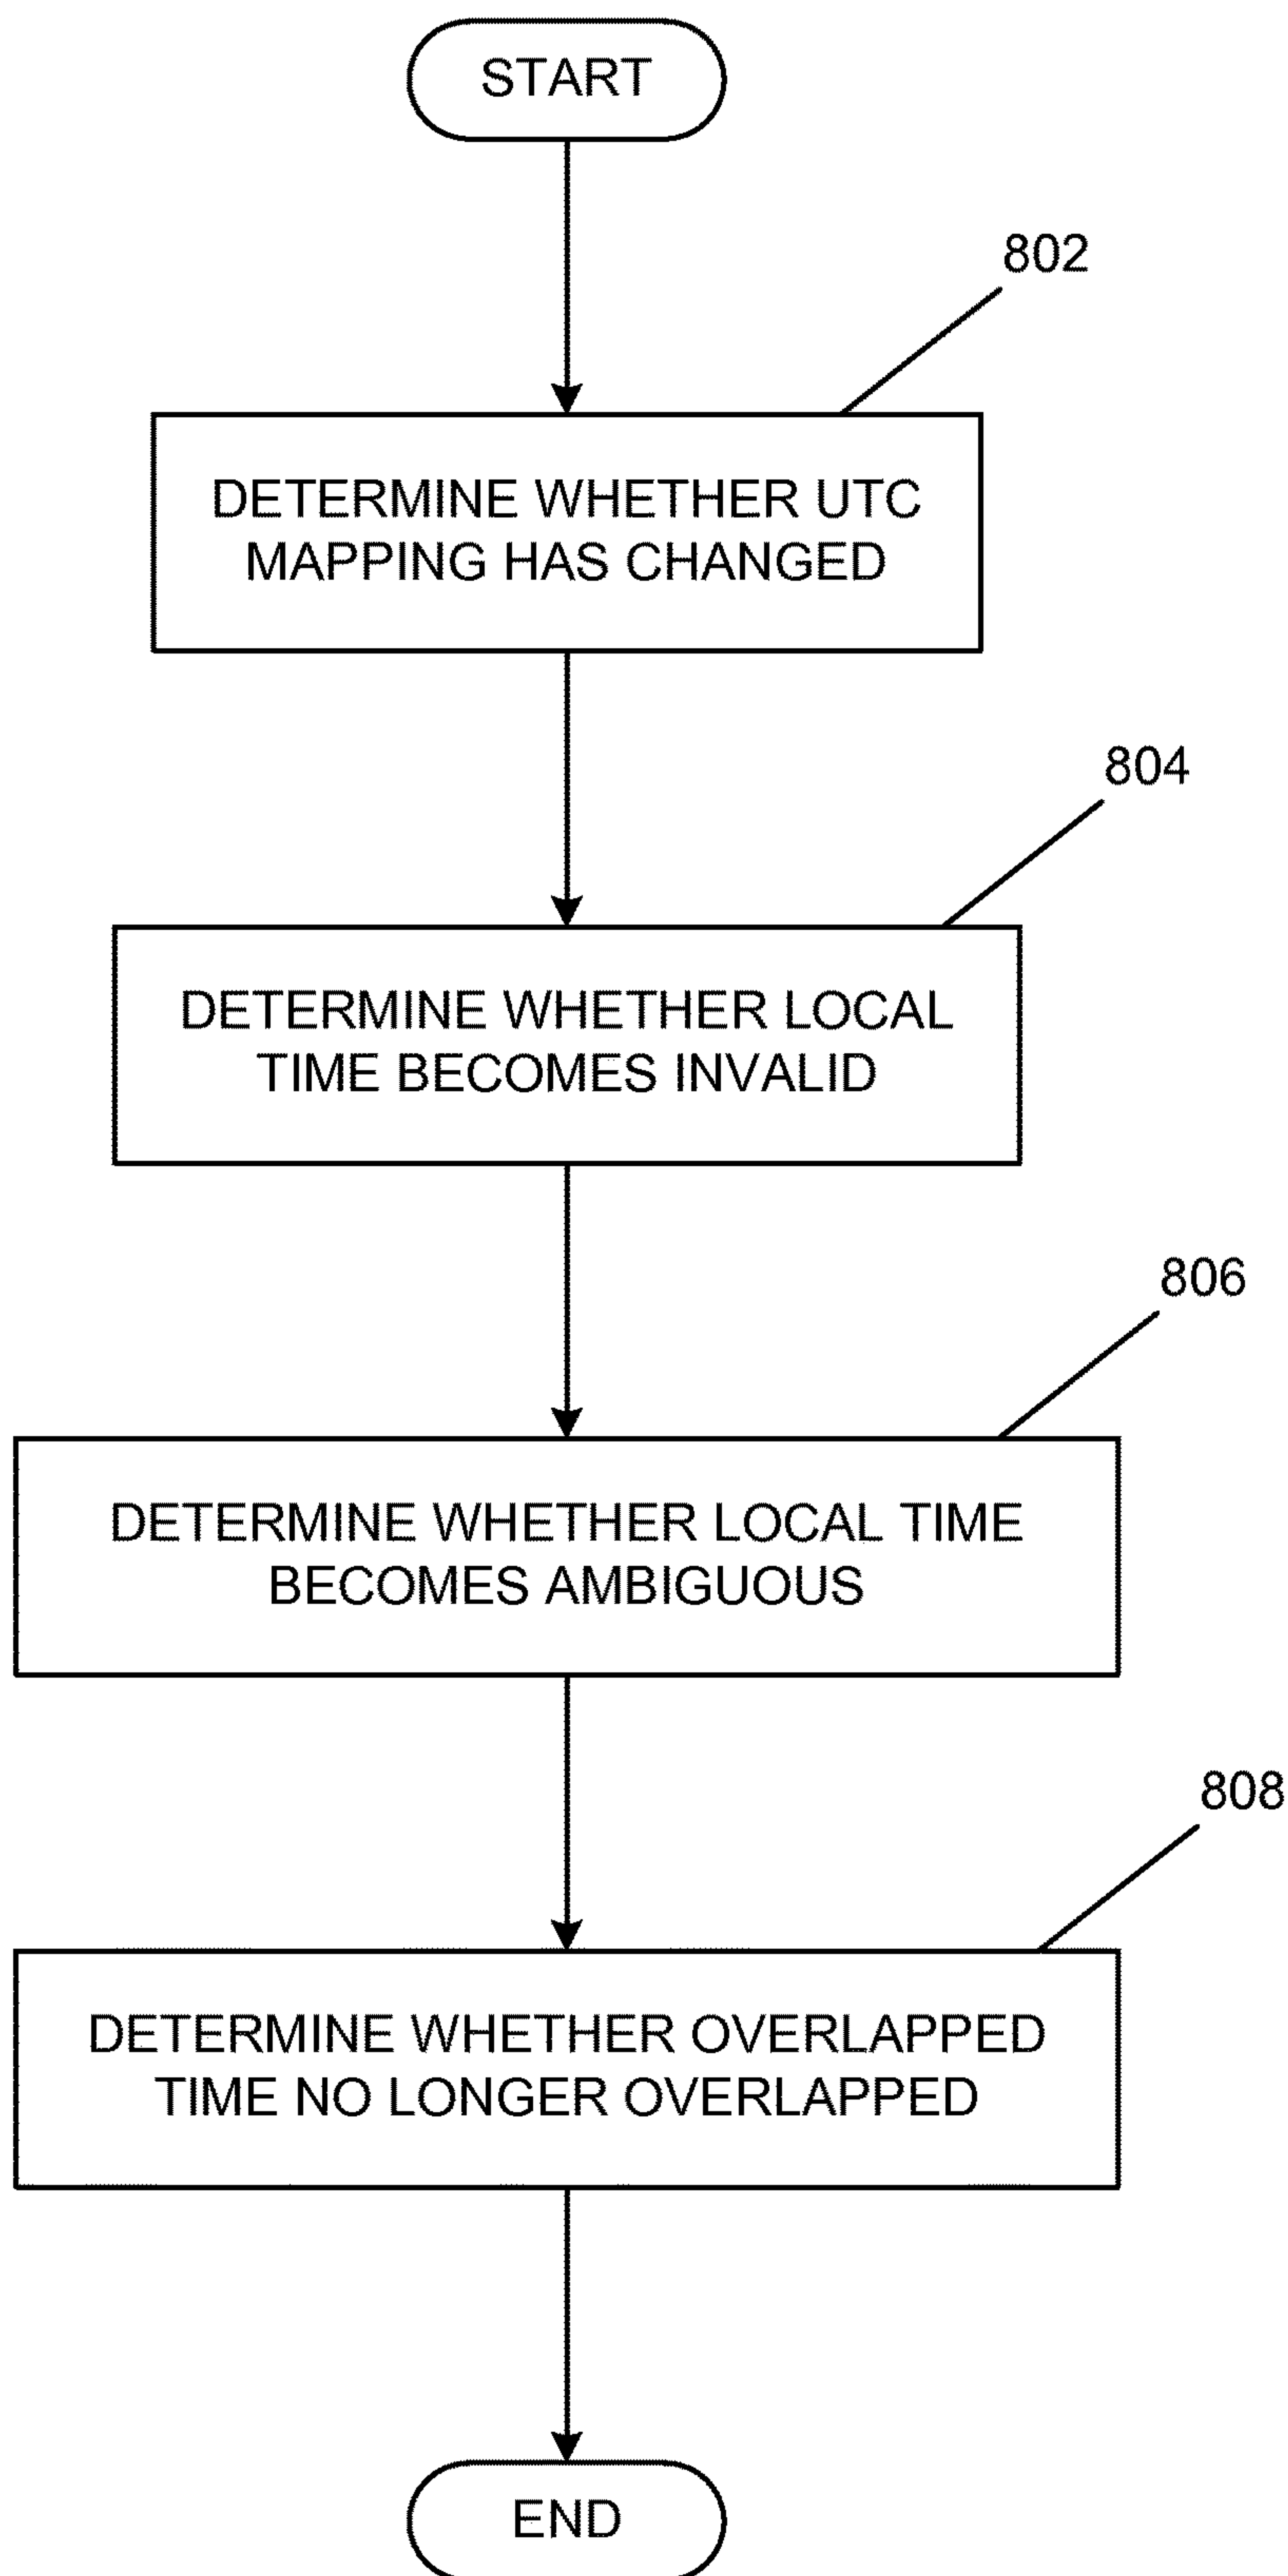 START
802
DETERMINE WHETHER UTC
MAPPING HAS CHANGED
804
DETERMINE WHETHER LOCAL
TIME BECOMES INVALID
806
DETERMINE WHETHER LOCAL TIME
BECOMES AMBIGUOUS
808
DETERMINE WHETHER OVERLAPPED
TIME NO LONGER OVERLAPPED
END